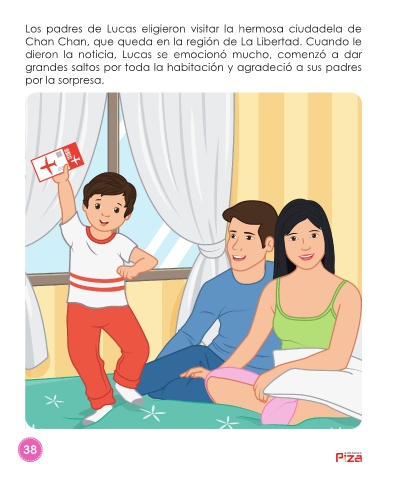 Los padres de Lucas eligieron visitar la hermosa ciudadela de
Chan Chan, que queda en la región de La Libertad. Cuando le
dieron la noticia, Lucas se emocionó mucho, comenzó a dar
grandes saltos por toda la habitación y agradeció a sus padres
por la sorpresa.
38
Piza